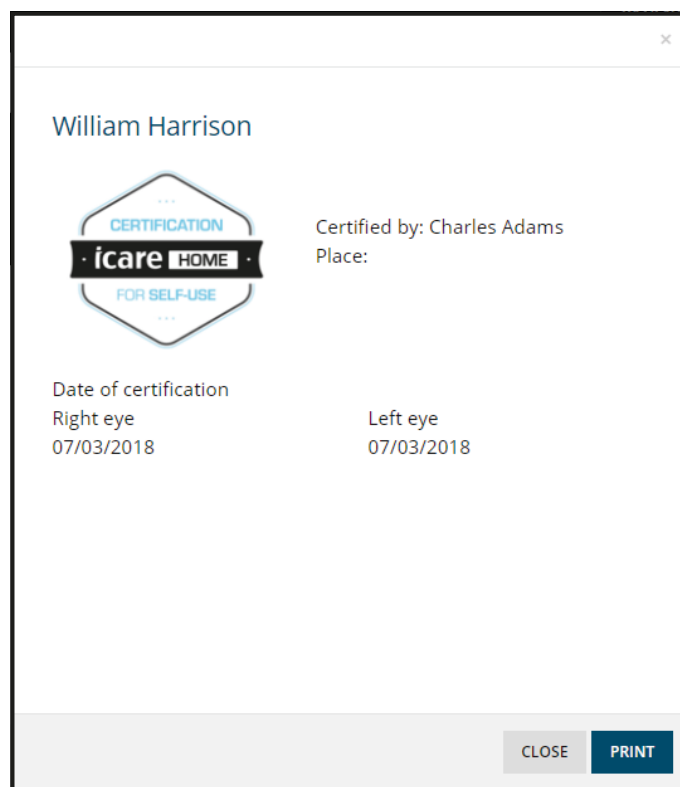 ×
William Harrison
CERTIFICATION
· icare HOME ·
FOR SELF-USE
Certified by: Charles Adams
Place:
Date of certification
Right eye Left eye
07/03/2018 07/03/2018
CLOSE PRINT